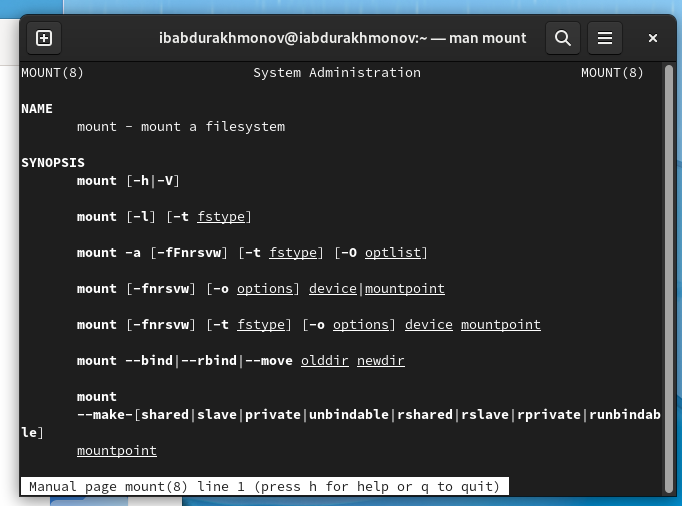 ibabdurakhmonov@iabdurakhmonov:~ — man mount
MOUNT(8) System Administration MOUNT(8)
NAME
mount - mount a filesystem
SYNOPSIS
mount [-h|-V]
mount [-l] [-t fstype]
mount -a [-fFnrsvw] [-t fstype] [-O optlist]
mount [-fnrsvw] [-o options] device|mountpoint
mount [-fnrsvw] [-t fstype] [-o options] device mountpoint
mount --bind|--rbind|--move olddir newdir
mount
--make-[shared|slave|private|unbindable|rshared|rslave|rprivate|runbindab
le]
mountpoint
Manual page mount(8) line 1 (press h for help or q to quit)